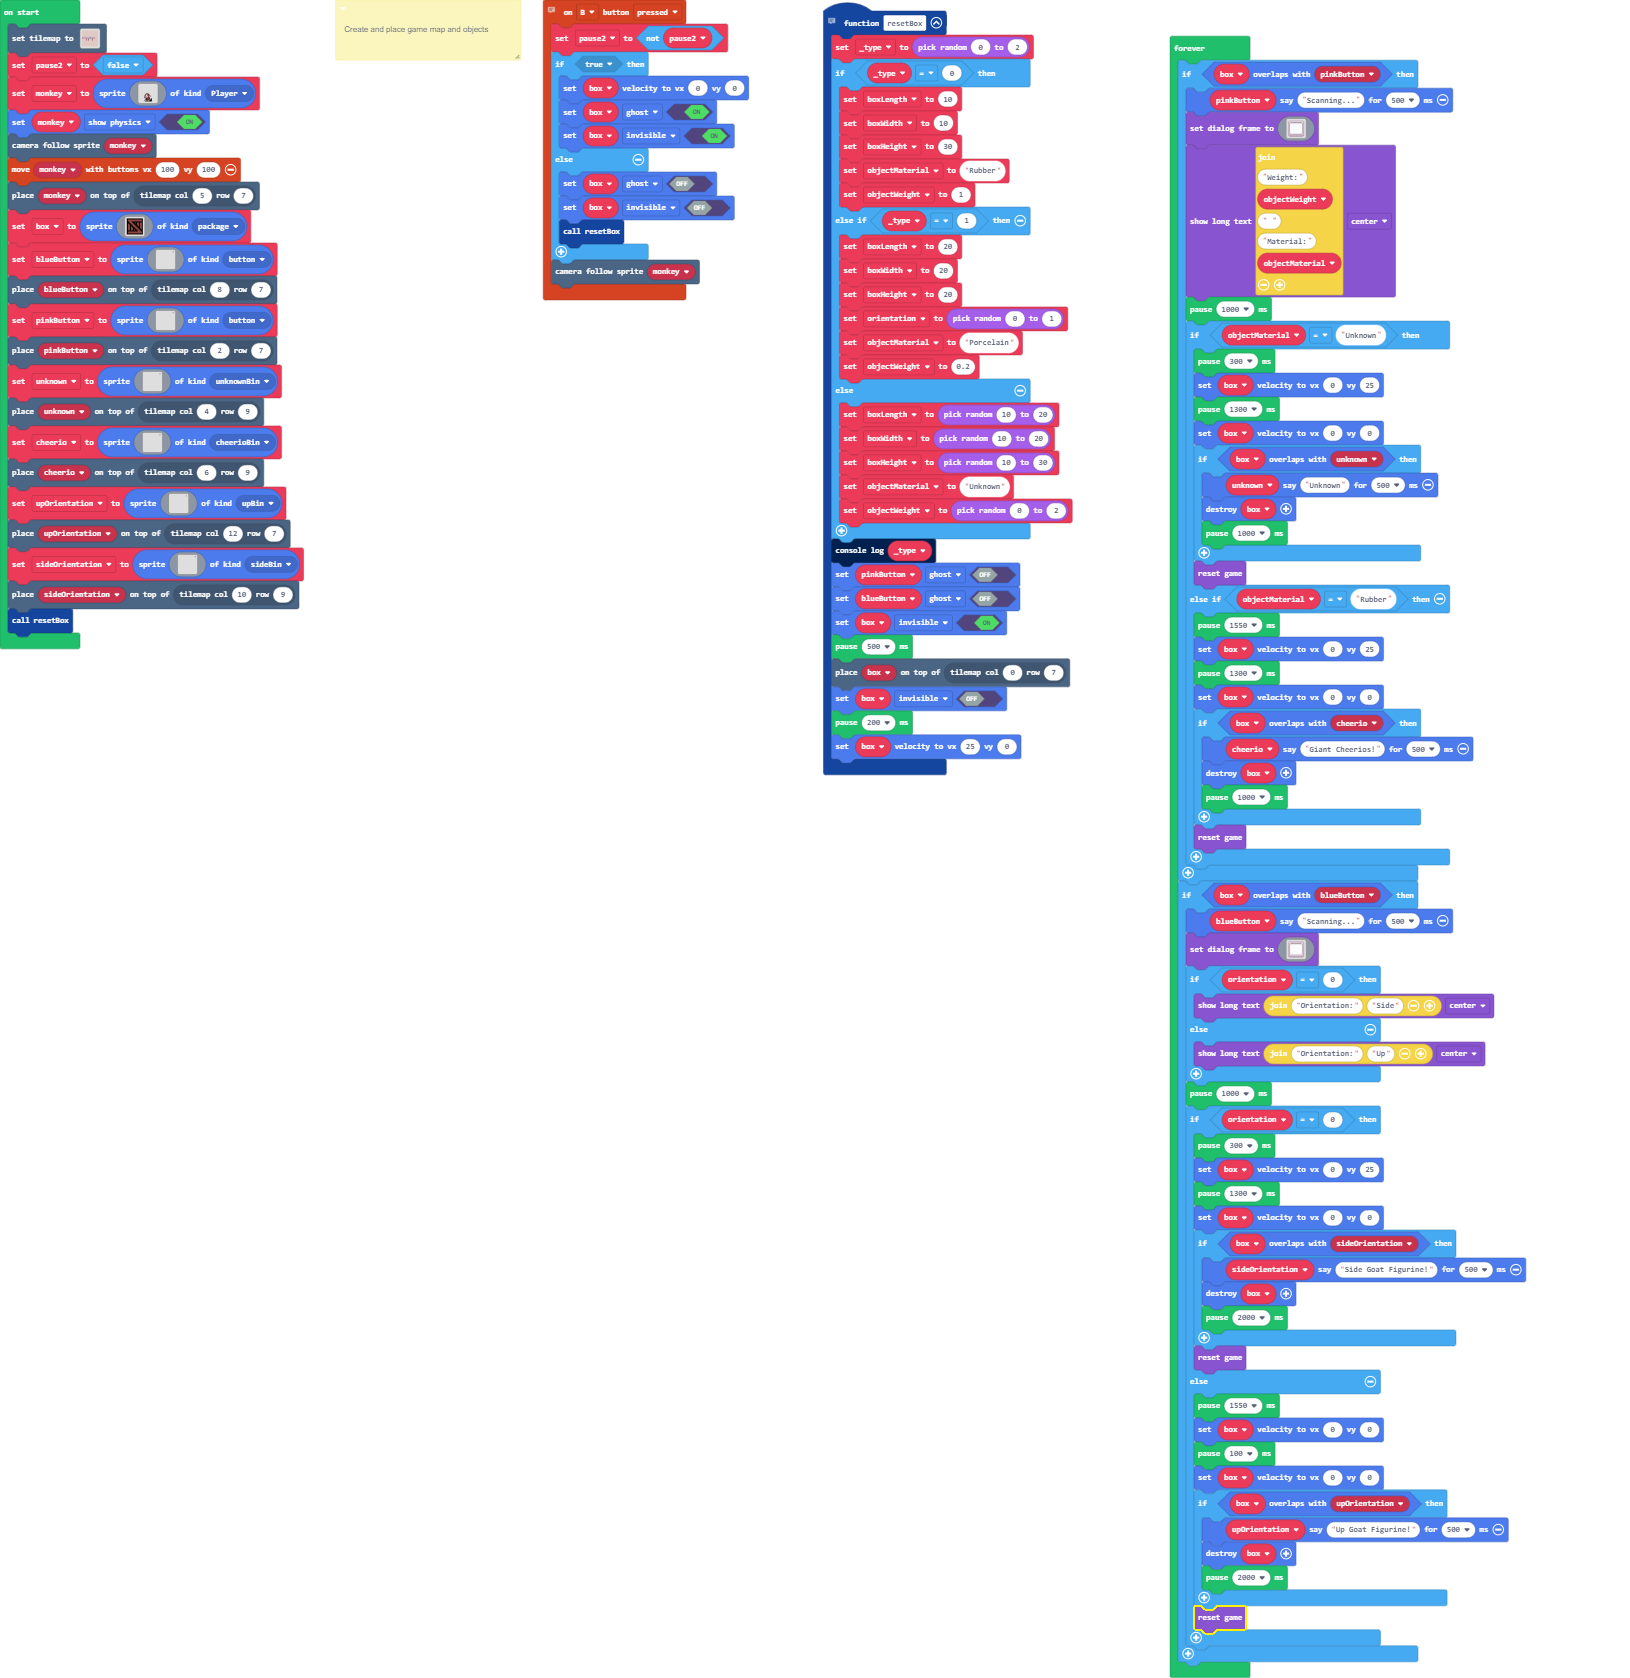 on start
set tilemap to
set pause2 to false
set monkey to sprite of kind Player
set monkey show physics ON
camera follow sprite monkey
move monkey with buttons vx 100 vy 100
place monkey on top of tilemap col 5 row 7
set box to sprite of kind package
set blueButton to sprite of kind button
place blueButton on top of tilemap col 8 row 7
set pinkButton to sprite of kind button
place pinkButton on top of tilemap col 2 row 7
set unknown to sprite of kind unknownBin
place unknown on top of tilemap col 4 row 9
set cheerio to sprite of kind cheerioBin
place cheerio on top of tilemap col 6 row 9
set upOrientation to sprite of kind upBin
place upOrientation on top of tilemap col 12 row 7
set sideOrientation to sprite of kind sideBin
place sideOrientation on top of tilemap col 10 row 9
call resetBox
Create and place game map and objects
on B button pressed
set pause2 to not pause2
if true then
set box velocity to vx 0 vy 0
set box ghost ON
set box invisible ON
else
set box ghost OFF
set box invisible OFF
call resetBox
camera follow sprite monkey
function resetBox
set _type to pick random 0 to 2
if _type = 0 then
set boxLength to 10
set boxWidth to 10
set boxHeight to 30
set objectMaterial to "Rubber"
set objectWeight to 1
else if _type = 1 then
set boxLength to 20
set boxWidth to 20
set boxHeight to 20
set orientation to pick random 0 to 1
set objectMaterial to "Porcelain"
set objectWeight to 0.2
else
set boxLength to pick random 10 to 20
set boxWidth to pick random 10 to 20
set boxHeight to pick random 10 to 30
set objectMaterial to "Unknown"
set objectWeight to pick random 0 to 2
console log _type
set pinkButton ghost OFF
set blueButton ghost OFF
set box invisible ON
pause 500 ms
place box on top of tilemap col 0 row 7
set box invisible OFF
pause 200 ms
set box velocity to vx 25 vy 0
forever
if box overlaps with pinkButton then
pinkButton say "Scanning..." for 500 ms
set dialog frame to
join
"Weight:"
objectWeight
show long text " " center
"Material:"
objectMaterial
pause 1000 ms
if objectMaterial = "Unknown" then
pause 300 ms
set box velocity to vx 0 vy 25
pause 1300 ms
set box velocity to vx 0 vy 0
if box overlaps with unknown then
unknown say "Unknown" for 500 ms
destroy box
pause 1000 ms
reset game
else if objectMaterial = "Rubber" then
pause 1550 ms
set box velocity to vx 0 vy 25
pause 1300 ms
set box velocity to vx 0 vy 0
if box overlaps with cheerio then
cheerio say "Giant Cheerios!" for 500 ms
destroy box
pause 1000 ms
reset game
if box overlaps with blueButton then
blueButton say "Scanning..." for 500 ms
set dialog frame to
if orientation = 0 then
show long text join "Orientation:" "Side" center
else
show long text join "Orientation:" "Up" center
pause 1000 ms
if orientation = 0 then
pause 300 ms
set box velocity to vx 0 vy 25
pause 1300 ms
set box velocity to vx 0 vy 0
if box overlaps with sideOrientation then
sideOrientation say "Side Goat Figurine!" for 500 ms
destroy box
pause 2000 ms
reset game
else
pause 1550 ms
set box velocity to vx 0 vy 0
pause 100 ms
set box velocity to vx 0 vy 0
if box overlaps with upOrientation then
upOrientation say "Up Goat Figurine!" for 500 ms
destroy box
pause 2000 ms
reset game